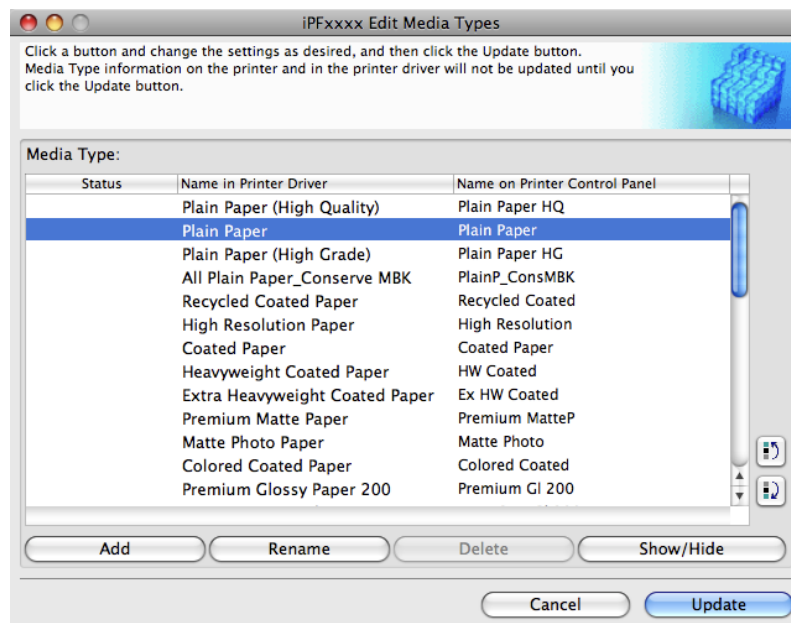 iPFxxxx Edit Media Types
Click a button and change the settings as desired, and then click the Update button.
Media Type information on the printer and in the printer driver will not be updated until you
click the Update button.
Media Type:
Status Name in Printer Driver Name on Printer Control Panel
Plain Paper (High Quality) Plain Paper HQ
Plain Paper Plain Paper
Plain Paper (High Grade) Plain Paper HG
All Plain Paper_Conserve MBK PlainP_ConsMBK
Recycled Coated Paper Recycled Coated
High Resolution Paper High Resolution
Coated Paper Coated Paper
Heavyweight Coated Paper HW Coated
Extra Heavyweight Coated Paper Ex HW Coated
Premium Matte Paper Premium MatteP
Matte Photo Paper Matte Photo
Colored Coated Paper Colored Coated
Premium Glossy Paper 200 Premium Gl 200
Add Rename Delete Show/Hide
Cancel Update